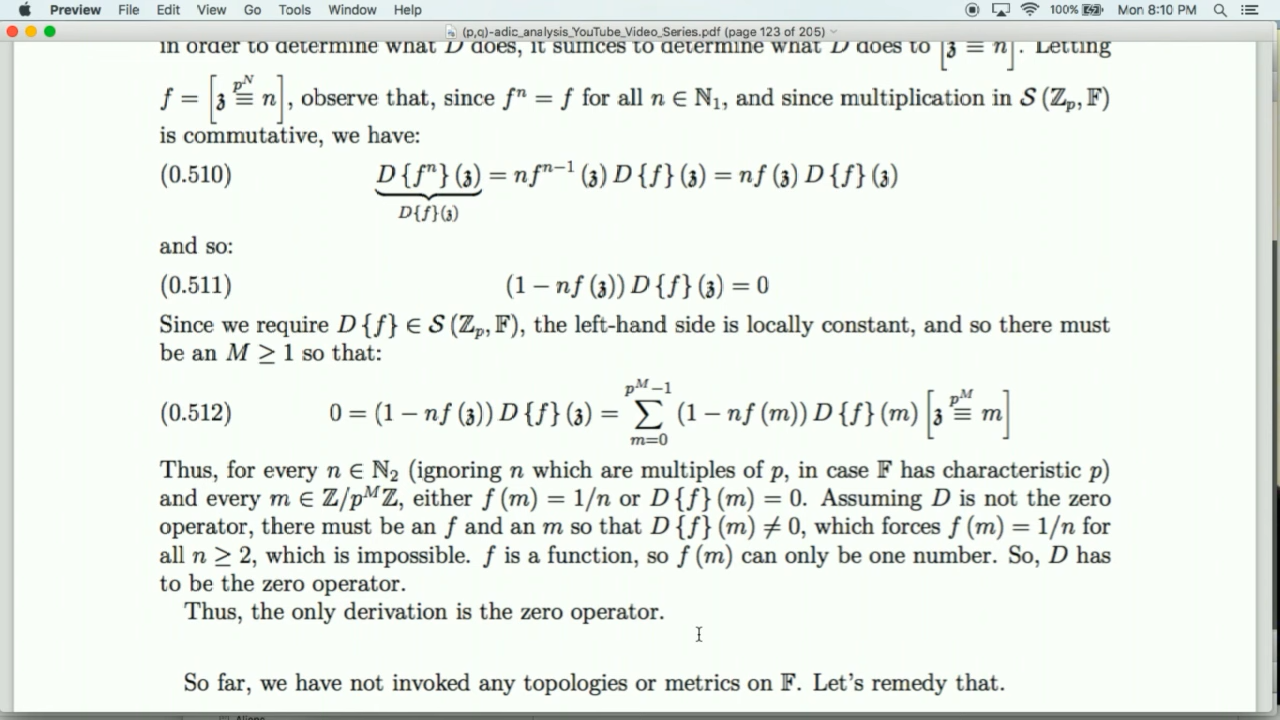 Preview File Edit View Go Tools Window Help 100% Mon 8:10 PM
(p,q)-adic_analysis_YouTube_Video_Series.pdf (page 123 of 205)
in order to determine what D does, it suffices to determine what D does to [𝔷 ≡ n]. Letting
f = [𝔷 ≡^{p^N} n], observe that, since fⁿ = f for all n ∈ ℕ₁, and since multiplication in 𝒮 (ℤ_p, 𝔽)
is commutative, we have:
(0.510) D {fⁿ} (𝔷) = nfⁿ⁻¹ (𝔷) D {f} (𝔷) = nf (𝔷) D {f} (𝔷)
D{f}(𝔷)
and so:
(0.511) (1 − nf (𝔷)) D {f} (𝔷) = 0
Since we require D {f} ∈ 𝒮 (ℤ_p, 𝔽), the left-hand side is locally constant, and so there must
be an M ≥ 1 so that:
(0.512) 0 = (1 − nf (𝔷)) D {f} (𝔷) = ∑_{m=0}^{p^M−1} (1 − nf (m)) D {f} (m) [𝔷 ≡^{p^M} m]
Thus, for every n ∈ ℕ₂ (ignoring n which are multiples of p, in case 𝔽 has characteristic p)
and every m ∈ ℤ/p^Mℤ, either f (m) = 1/n or D {f} (m) = 0. Assuming D is not the zero
operator, there must be an f and an m so that D {f} (m) ≠ 0, which forces f (m) = 1/n for
all n ≥ 2, which is impossible. f is a function, so f (m) can only be one number. So, D has
to be the zero operator.
Thus, the only derivation is the zero operator.
So far, we have not invoked any topologies or metrics on 𝔽. Let's remedy that.